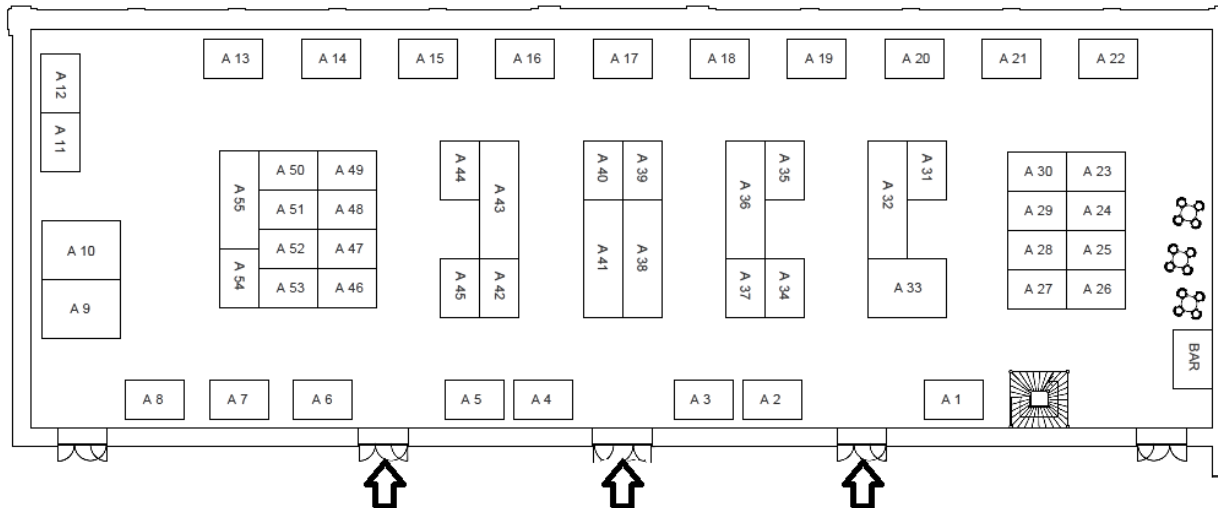 A 13
A 14
A 15
A 16
A 17
A 18
A 19
A 20
A 21
A 22
A 12
A 11
A 10
A 9
A 55
A 54
A 50
A 49
A 51
A 48
A 52
A 47
A 53
A 46
A 44
A 43
A 45
A 42
A 40
A 39
A 41
A 38
A 36
A 35
A 37
A 34
A 32
A 31
A 33
A 30
A 23
A 29
A 24
A 28
A 25
A 27
A 26
BAR
A 8
A 7
A 6
A 5
A 4
A 3
A 2
A 1